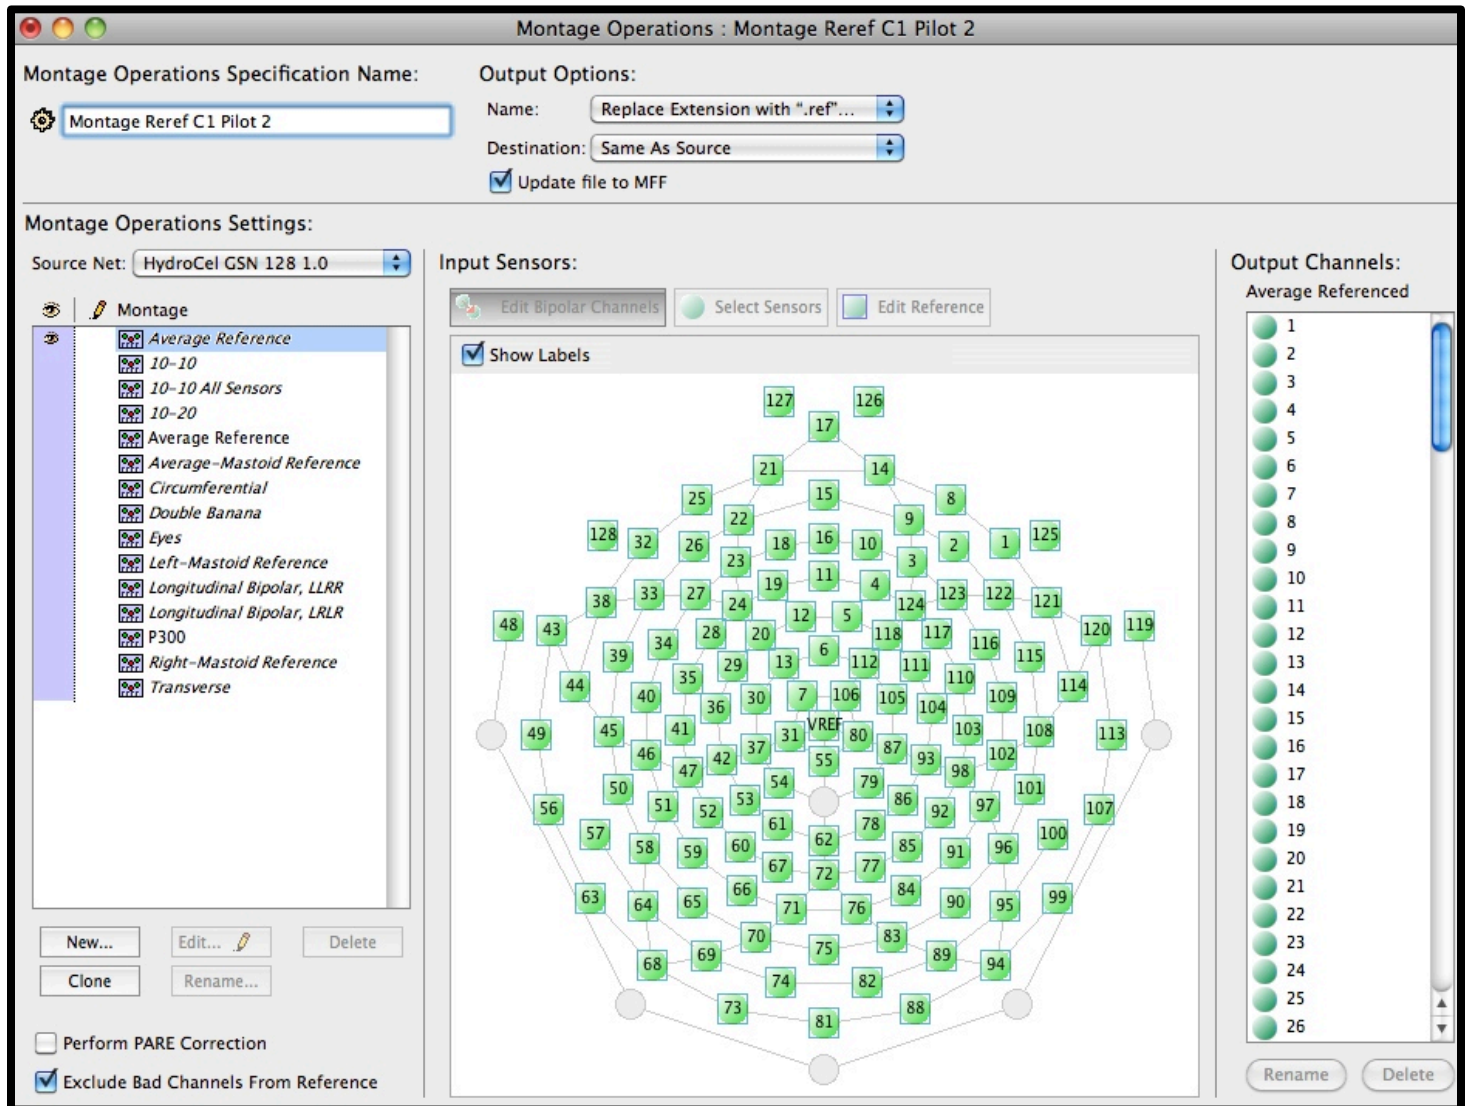 Montage Operations : Montage Reref C1 Pilot 2
Montage Operations Specification Name:
Montage Reref C1 Pilot 2
Output Options:
Name: Replace Extension with ".ref"...
Destination: Same As Source
Update file to MFF
Montage Operations Settings:
Source Net: HydroCel GSN 128 1.0
Montage
Average Reference
10-10
10-10 All Sensors
10-20
Average Reference
Average-Mastoid Reference
Circumferential
Double Banana
Eyes
Left-Mastoid Reference
Longitudinal Bipolar, LLRR
Longitudinal Bipolar, LRLR
P300
Right-Mastoid Reference
Transverse
New... Edit... Delete
Clone Rename...
Perform PARE Correction
Exclude Bad Channels From Reference
Input Sensors:
Edit Bipolar Channels Select Sensors Edit Reference
Show Labels
127 126
17
21 14
25 15 8
22 9
128 32 26 18 16 10 2 1 125
23 3
19 11 4
38 33 27 24 124 123 122 121
12 5
48 43 28 20 118 117 120 119
34 116
39 29 13 6 112 111 115
44 35 110 114
40 36 30 7 106 105 104 109
VREF
49 45 41 31 80 103 108 113
46 42 37 55 87 93 102
47 98
50 54 79 101
56 51 52 53 86 92 97 107
57 61 78 100
58 59 60 62 85 91 96
67 72 77
63 64 65 66 84 90 95 99
71 76
70 83
68 69 75 89 94
74 82
73 81 88
Output Channels:
Average Referenced
1
2
3
4
5
6
7
8
9
10
11
12
13
14
15
16
17
18
19
20
21
22
23
24
25
26
Rename Delete